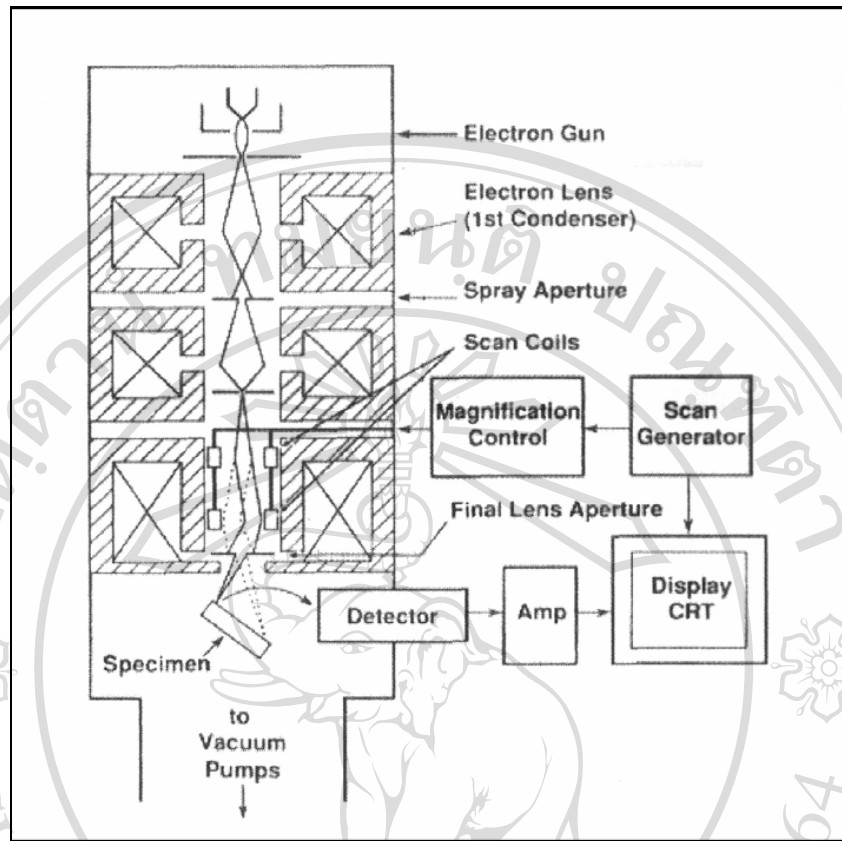 Electron Gun
Electron Lens
(1st Condenser)
Spray Aperture
Scan Coils
Magnification
Control
Scan
Generator
Final Lens Aperture
Detector
Amp
Display
CRT
Specimen
to
Vacuum
Pumps
64